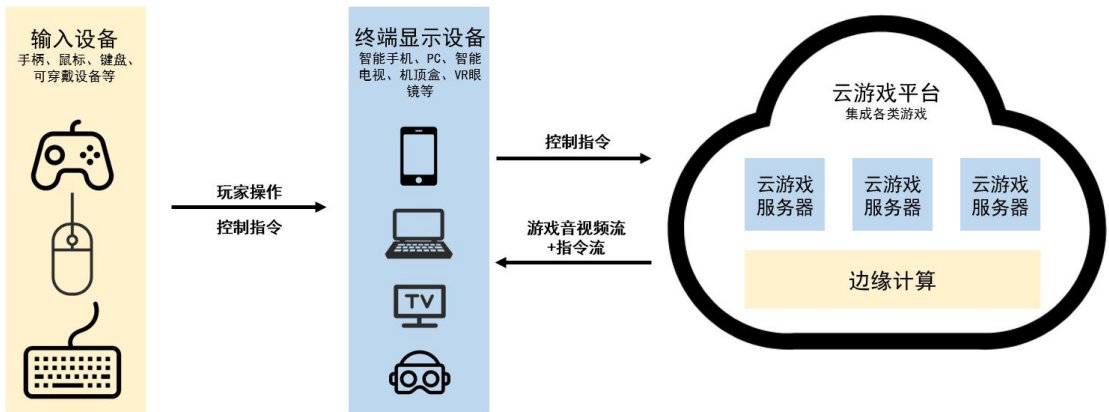 输入设备
手柄、鼠标、键盘、
可穿戴设备等
玩家操作
控制指令
终端显示设备
智能手机、PC、智能
电视、机顶盒、VR眼
镜等
TV
控制指令
游戏音视频流
+指令流
云游戏平台
集成各类游戏
云游戏
服务器
云游戏
服务器
云游戏
服务器
边缘计算